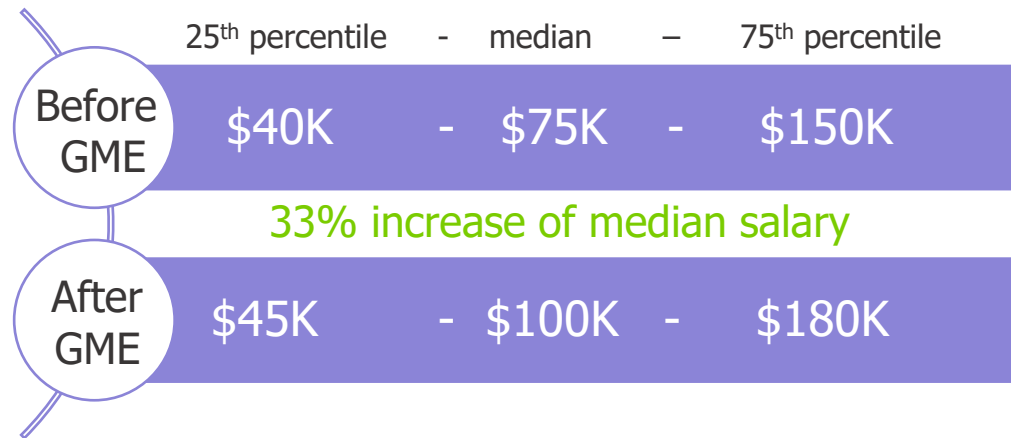 25th percentile - median – 75th percentile
Before
GME
$40K - $75K - $150K
33% increase of median salary
After
GME
$45K - $100K - $180K